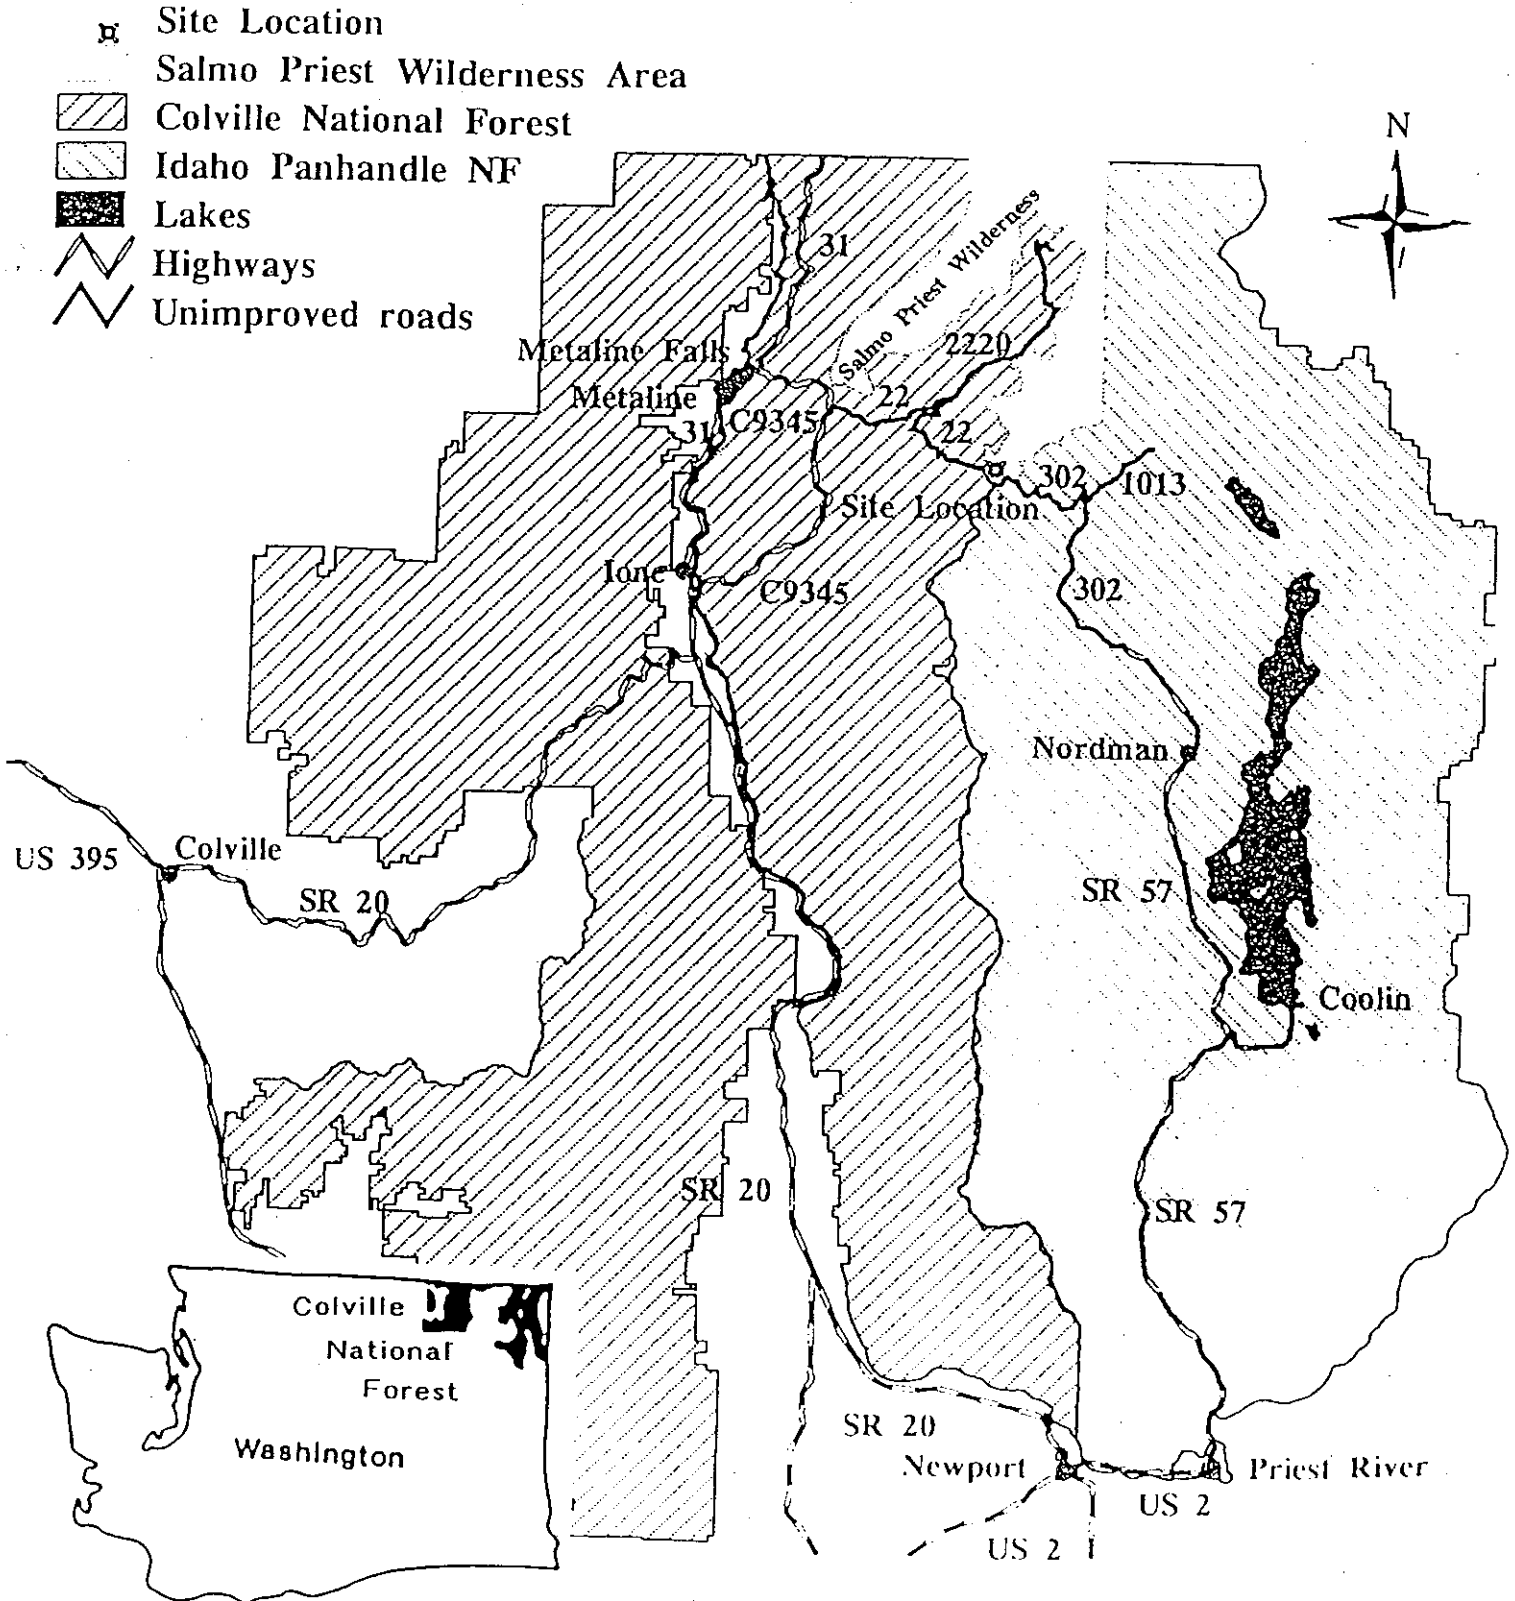 Site Location
Salmo Priest Wilderness Area
Colville National Forest
Idaho Panhandle NF
Lakes
Highways
Unimproved roads
N
31
Salmo Priest Wilderness
Metaline Falls
2220
Metaline
22
31
C9345
22
302
1013
Site Location
Ione
C9345
302
Nordman
US 395
Colville
SR 20
SR 57
Coolin
SR 20
SR 57
Colville
National
Forest
Washington
SR 20
Newport
Priest River
US 2
US 2